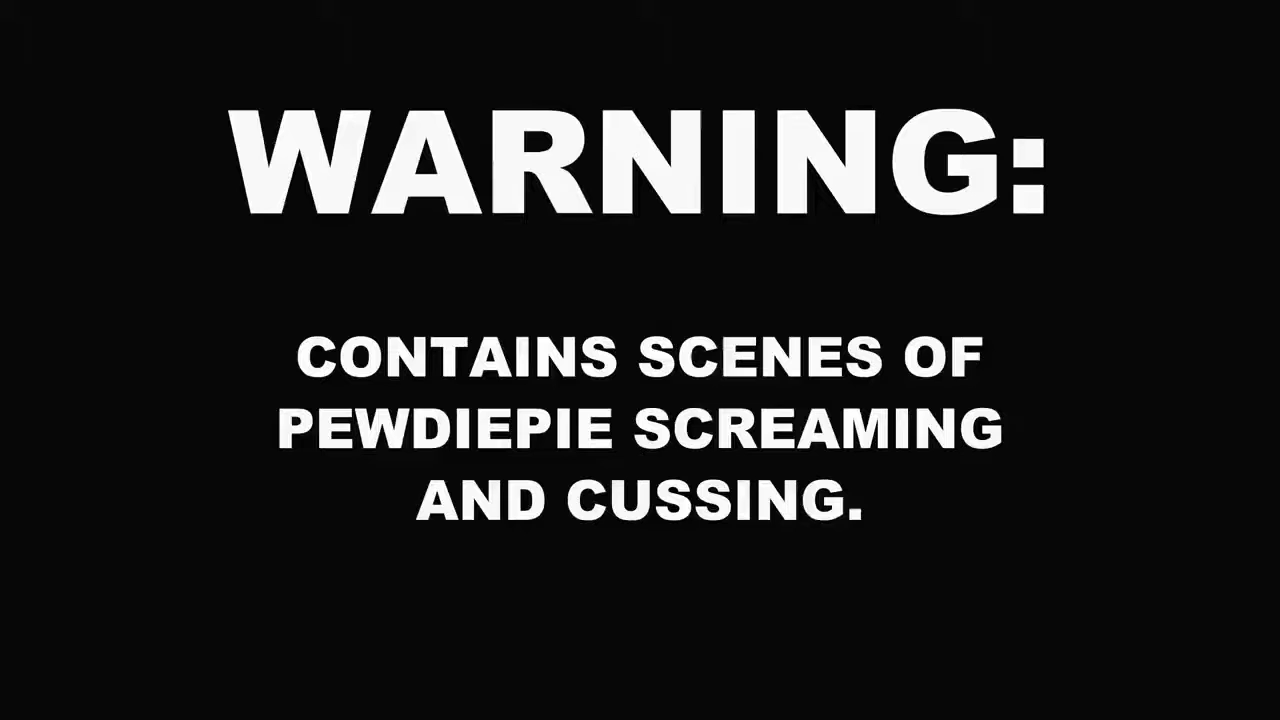 WARNING:
CONTAINS SCENES OF
PEWDIEPIE SCREAMING
AND CUSSING.